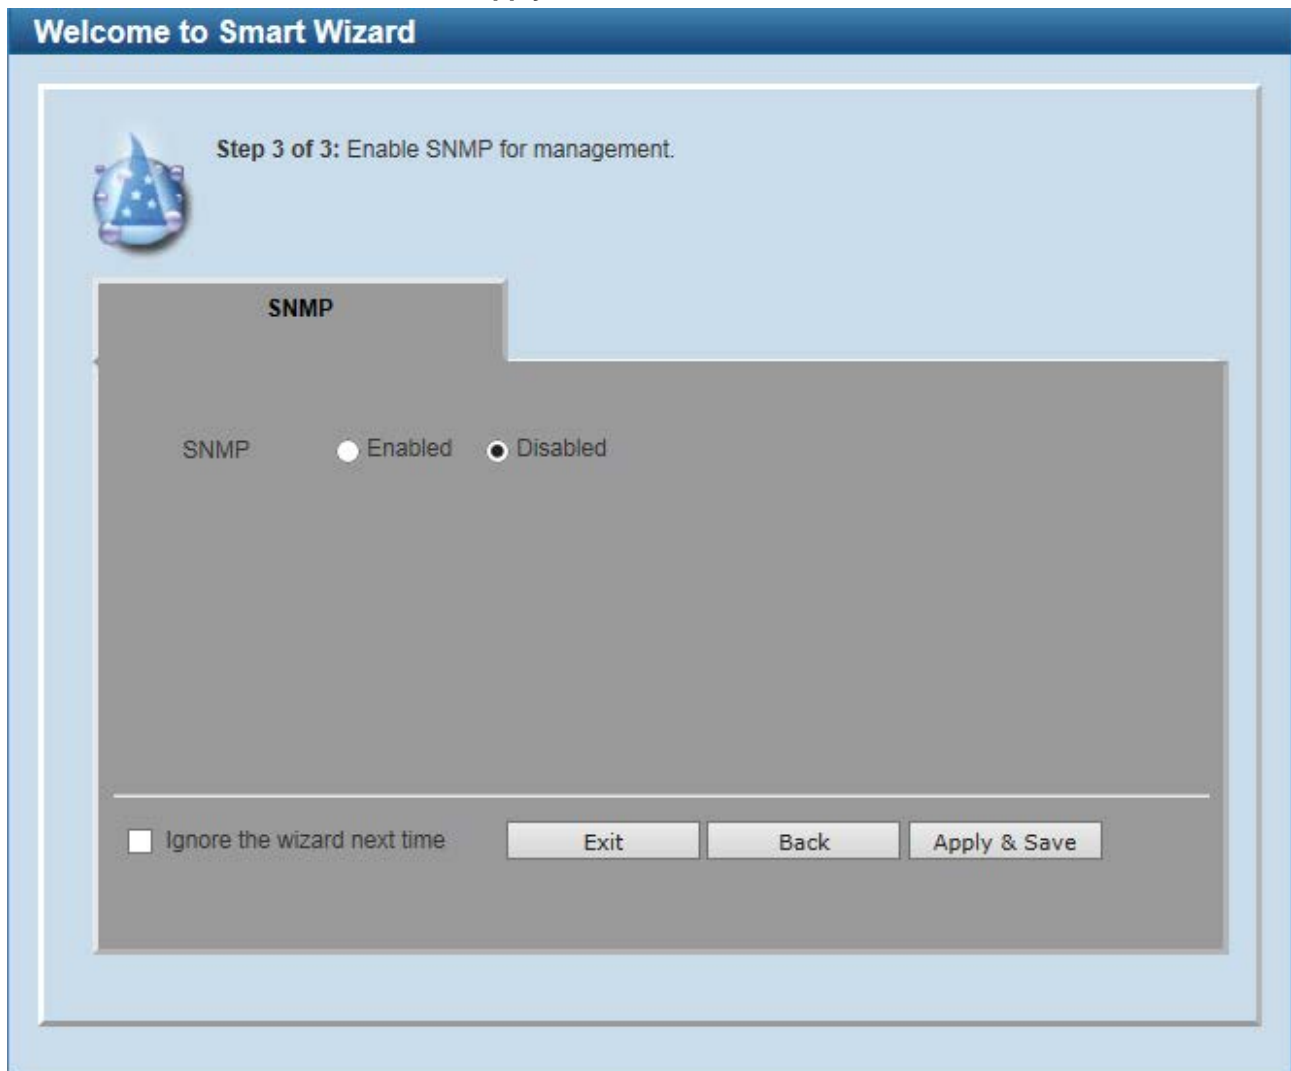 Welcome to Smart Wizard
Step 3 of 3: Enable SNMP for management.
SNMP
SNMP Enabled Disabled
Ignore the wizard next time Exit Back Apply & Save